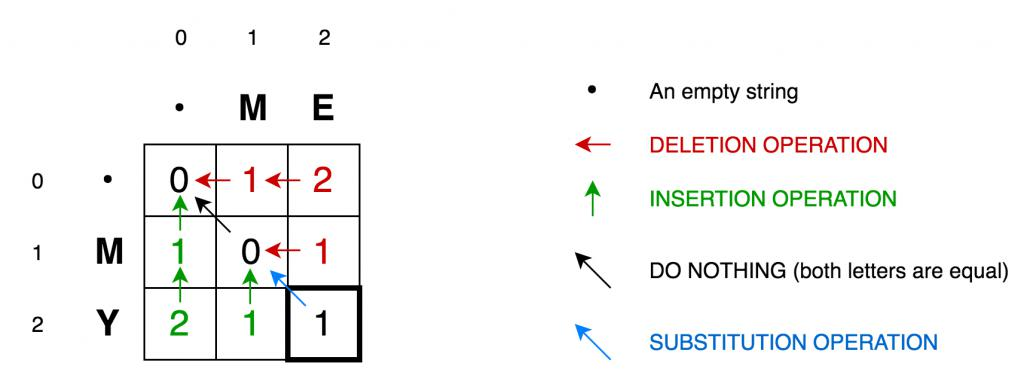 0 1 2
• M E
0 • 0 1 2
1 M 1 0 1
2 Y 2 1 1
• An empty string
DELETION OPERATION
INSERTION OPERATION
DO NOTHING (both letters are equal)
SUBSTITUTION OPERATION